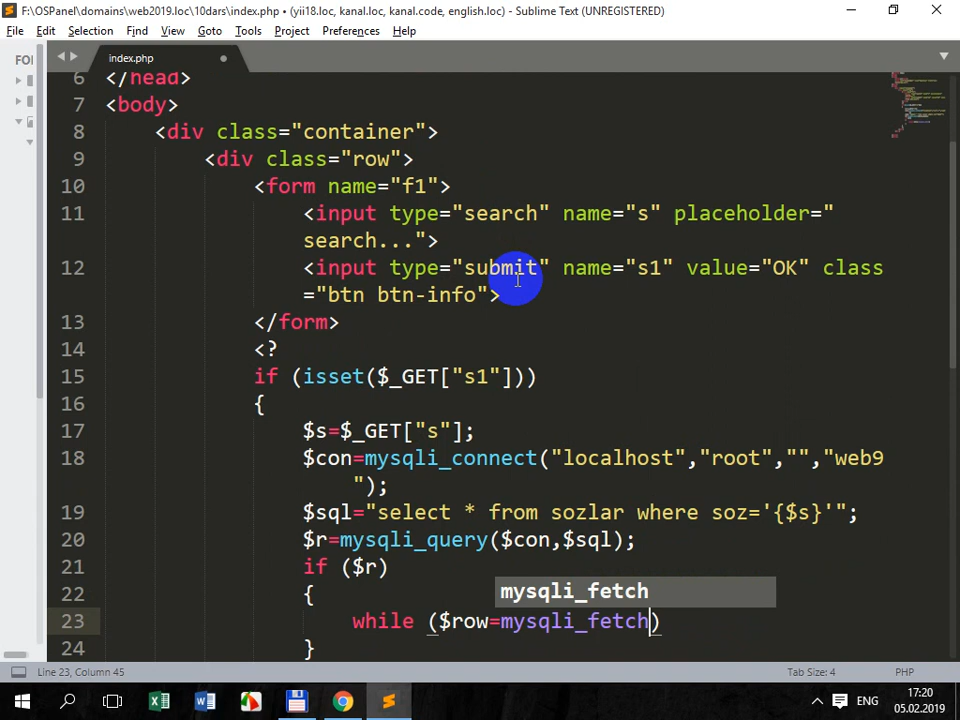 F:\OSPanel\domains\web2019.loc\10dars\index.php • (yii18.loc, kanal.loc, kanal.code, english.loc) - Sublime Text (UNREGISTERED)
File Edit Selection Find View Goto Tools Project Preferences Help
FO
index.php
6 </head>
7 <body>
8 <div class="container">
9 <div class="row">
10 <form name="f1">
11 <input type="search" name="s" placeholder="
search...">
12 <input type="submit" name="s1" value="OK" class
="btn btn-info">
13 </form>
14 <?
15 if (isset($_GET["s1"]))
16 {
17 $s=$_GET["s"];
18 $con=mysqli_connect("localhost","root","","web9
");
19 $sql="select * from sozlar where soz='{$s}'";
20 $r=mysqli_query($con,$sql);
21 if ($r)
22 {
mysqli_fetch
23 while ($row=mysqli_fetch)
24 }
Line 23, Column 45
Tab Size: 4
PHP
ENG
17:20
05.02.2019